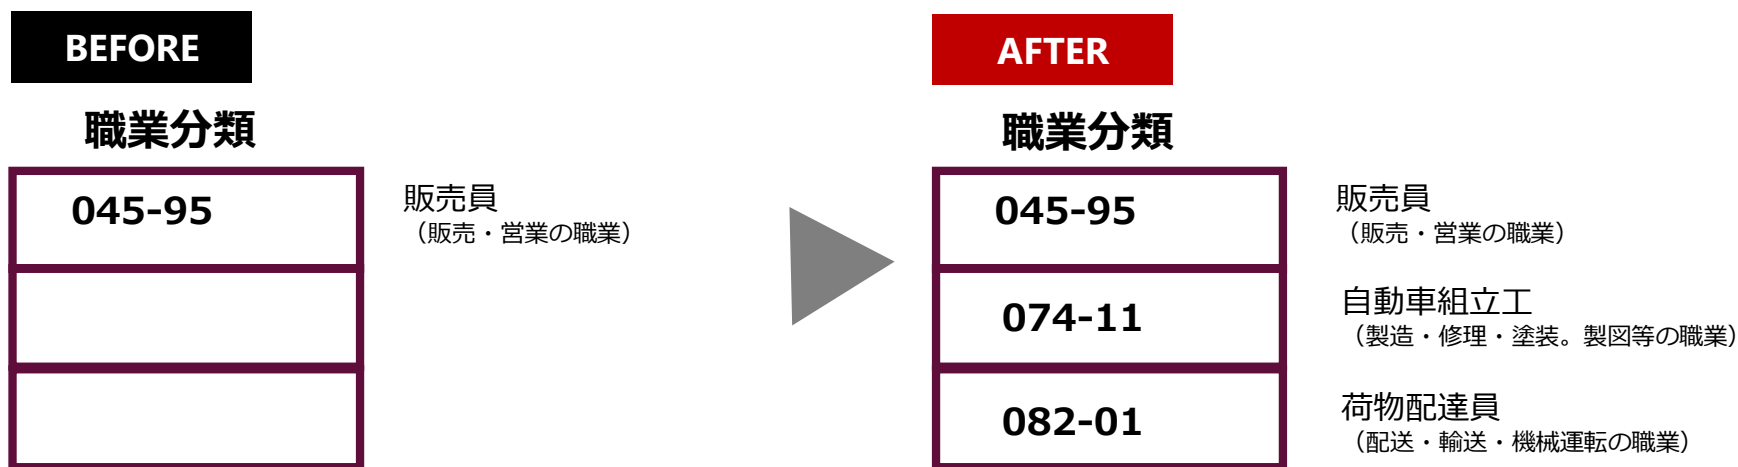 BEFORE
職業分類
045-95
販売員
（販売・営業の職業）
AFTER
職業分類
045-95
販売員
（販売・営業の職業）
074-11
自動車組立工
（製造・修理・塗装。製図等の職業）
082-01
荷物配達員
（配送・輸送・機械運転の職業）